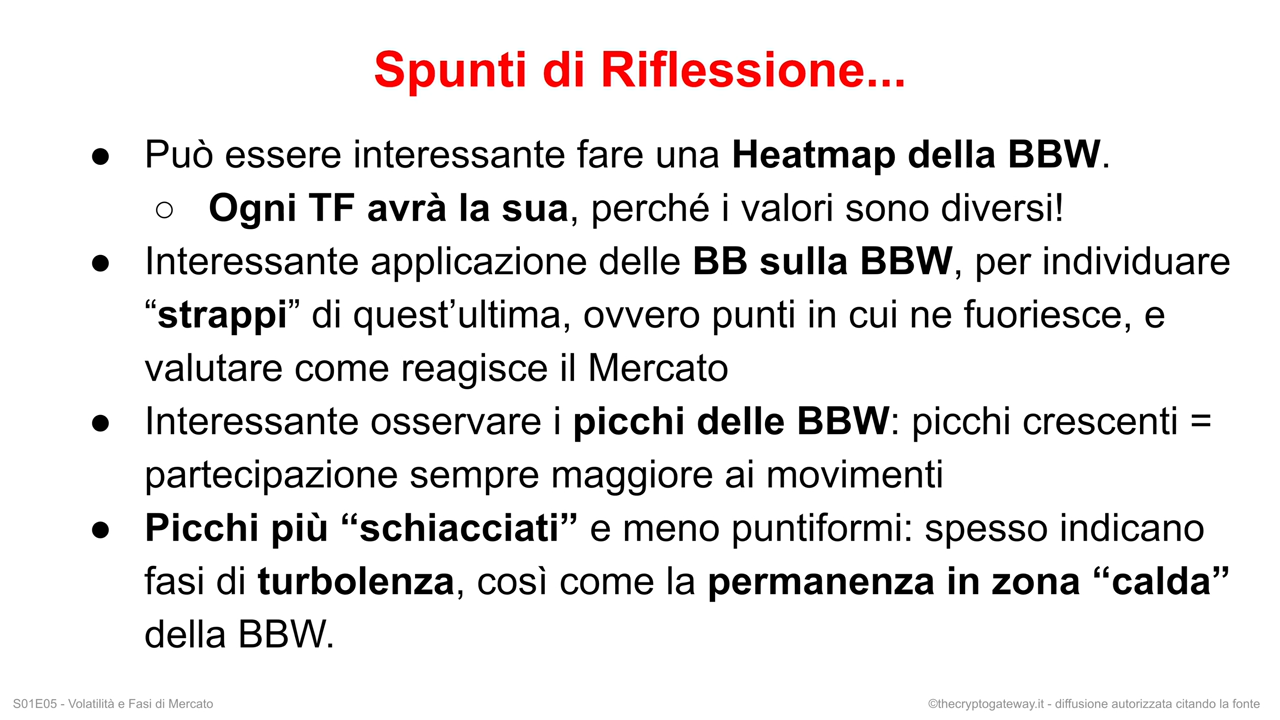 Spunti di Riflessione...
● Può essere interessante fare una Heatmap della BBW.
○ Ogni TF avrà la sua, perché i valori sono diversi!
● Interessante applicazione delle BB sulla BBW, per individuare
“strappi” di quest’ultima, ovvero punti in cui ne fuoriesce, e
valutare come reagisce il Mercato
● Interessante osservare i picchi delle BBW: picchi crescenti =
partecipazione sempre maggiore ai movimenti
● Picchi più “schiacciati” e meno puntiformi: spesso indicano
fasi di turbolenza, così come la permanenza in zona “calda”
della BBW.
S01E05 - Volatilità e Fasi di Mercato
©thecryptogateway.it - diffusione autorizzata citando la fonte